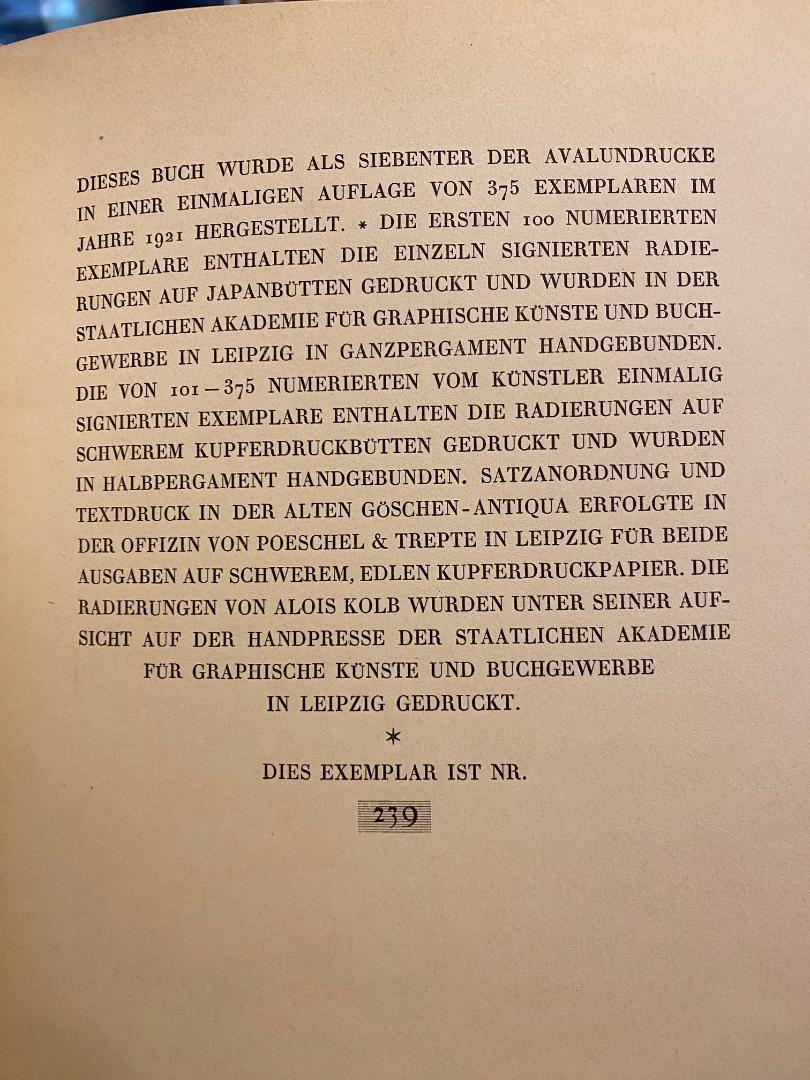 DIESES BUCH WURDE ALS SIEBENTER DER AVALUNDRUCKE
IN EINER EINMALIGEN AUFLAGE VON 375 EXEMPLAREN IM
JAHRE 1921 HERGESTELLT. * DIE ERSTEN 100 NUMERIERTEN
EXEMPLARE ENTHALTEN DIE EINZELN SIGNIERTEN RADIE-
RUNGEN AUF JAPANBÜTTEN GEDRUCKT UND WURDEN IN DER
STAATLICHEN AKADEMIE FÜR GRAPHISCHE KÜNSTE UND BUCH-
GEWERBE IN LEIPZIG IN GANZPERGAMENT HANDGEBUNDEN.
DIE VON 101–375 NUMERIERTEN VOM KÜNSTLER EINMALIG
SIGNIERTEN EXEMPLARE ENTHALTEN DIE RADIERUNGEN AUF
SCHWEREM KUPFERDRUCKBÜTTEN GEDRUCKT UND WURDEN
IN HALBPERGAMENT HANDGEBUNDEN. SATZANORDNUNG UND
TEXTDRUCK IN DER ALTEN GÖSCHEN-ANTIQUA ERFOLGTE IN
DER OFFIZIN VON POESCHEL & TREPTE IN LEIPZIG FÜR BEIDE
AUSGABEN AUF SCHWEREM, EDLEN KUPFERDRUCKPAPIER. DIE
RADIERUNGEN VON ALOIS KOLB WURDEN UNTER SEINER AUF-
SICHT AUF DER HANDPRESSE DER STAATLICHEN AKADEMIE
FÜR GRAPHISCHE KÜNSTE UND BUCHGEWERBE
IN LEIPZIG GEDRUCKT.
*
DIES EXEMPLAR IST NR.
239